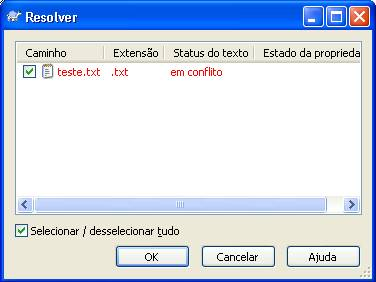 Resolver
Caminho Extensão Status do texto Estado da proprieda
teste.txt .txt em conflito
Selecionar / desselecionar tudo
OK Cancelar Ajuda